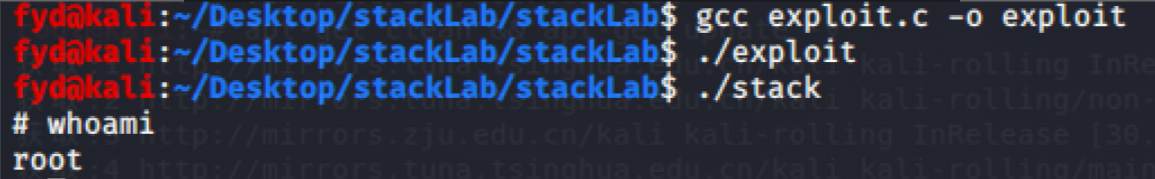 fyd@kali:~/Desktop/stackLab/stackLab$ gcc exploit.c -o exploit
fyd@kali:~/Desktop/stackLab/stackLab$ ./exploit
fyd@kali:~/Desktop/stackLab/stackLab$ ./stack
# whoami
root